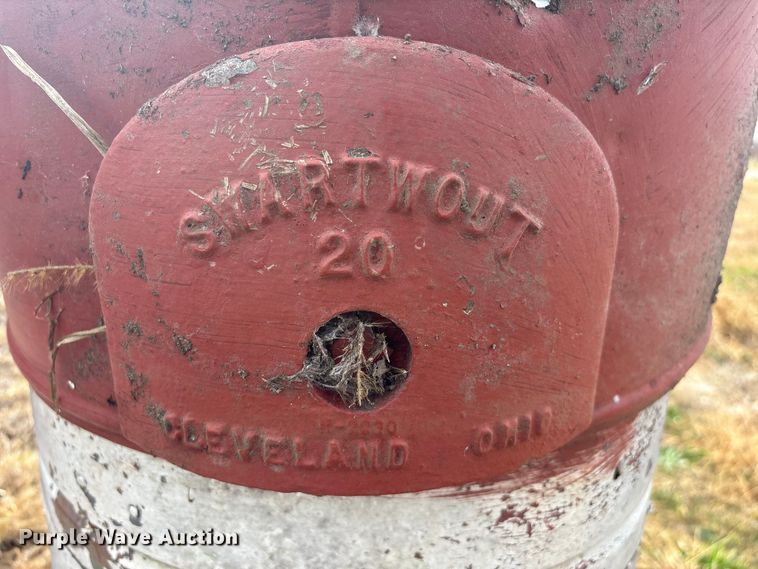 SWARTWOUT
20
CLEVELAND OHIO
Purple Wave Auction